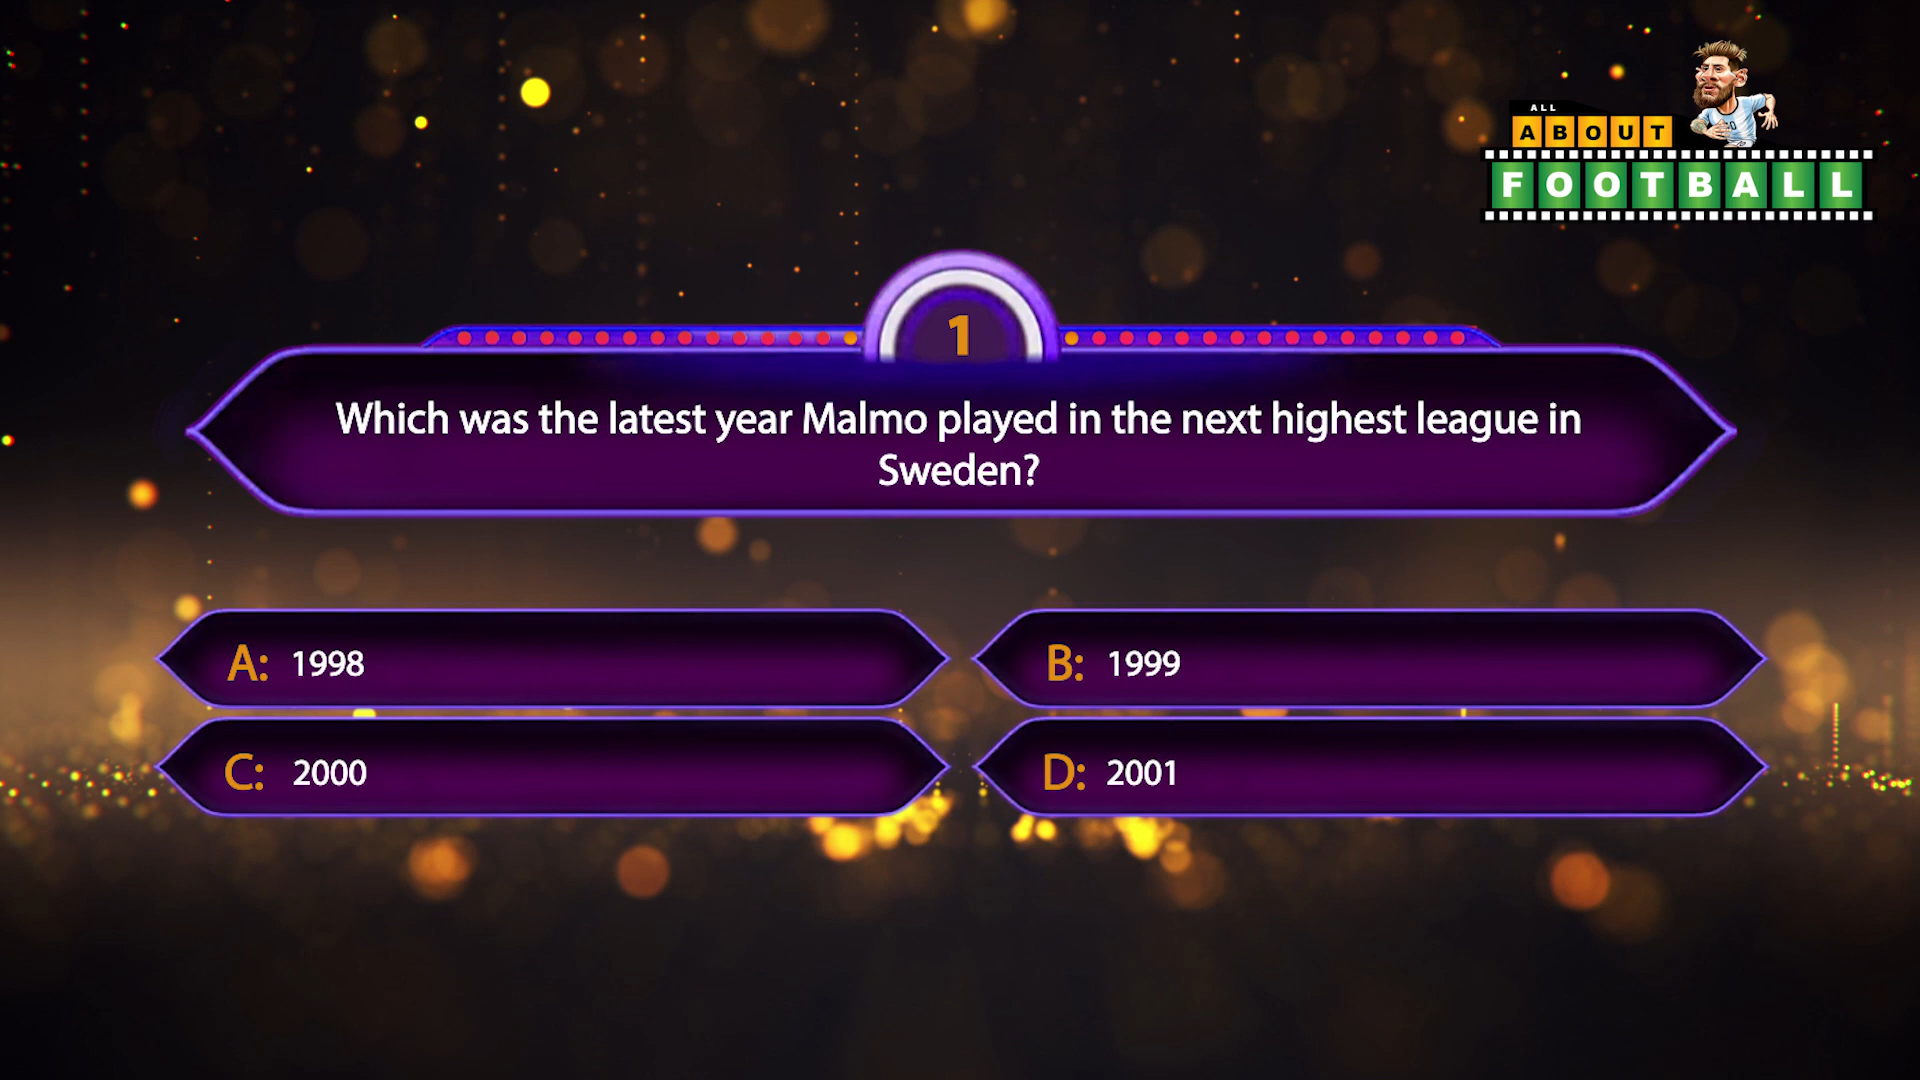 ALL
ABOUT
FOOTBALL
1
Which was the latest year Malmo played in the next highest league in
Sweden?
A: 1998
B: 1999
C: 2000
D: 2001